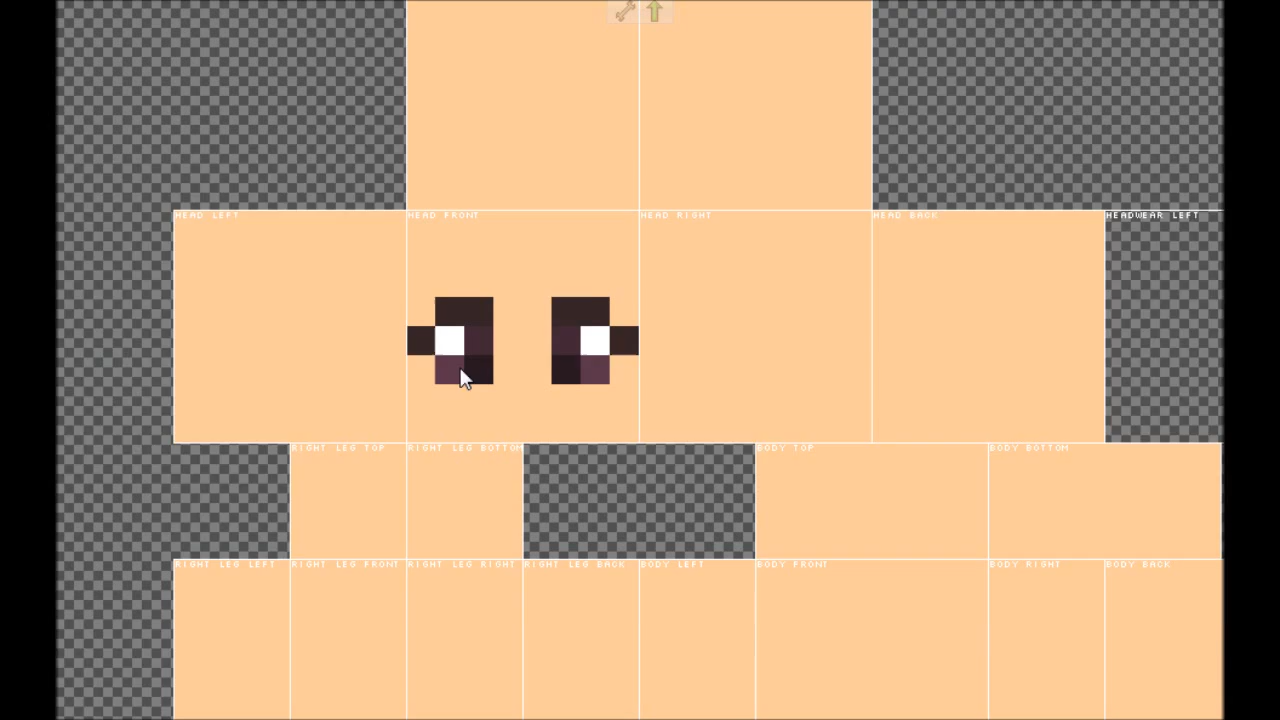 HEAD LEFT
HEAD FRONT
HEAD RIGHT
HEAD BACK
HEADWEAR LEFT
RIGHT LEG TOP
RIGHT LEG BOTTOM
BODY TOP
BODY BOTTOM
RIGHT LEG LEFT
RIGHT LEG FRONT
RIGHT LEG RIGHT
RIGHT LEG BACK
BODY LEFT
BODY FRONT
BODY RIGHT
BODY BACK